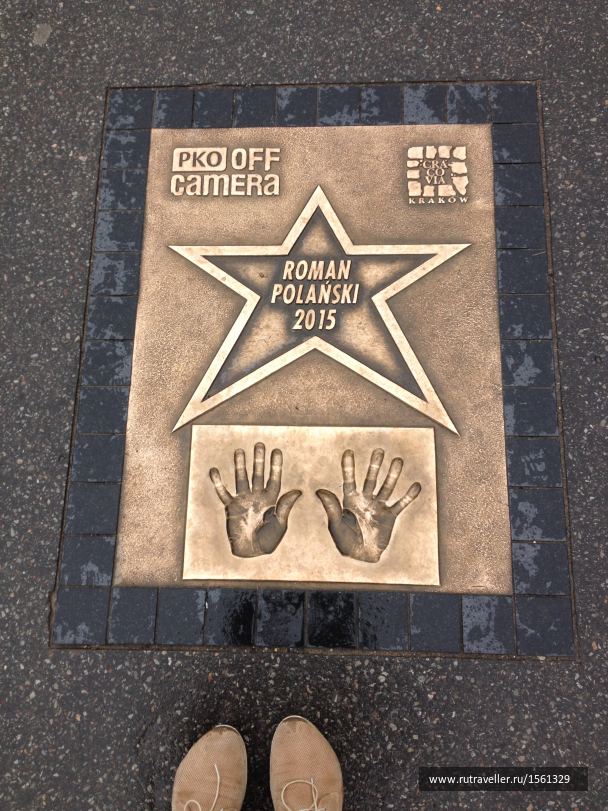 PKO OFF
CAMERA
CRA
CO
VIA
KRAKÓW
ROMAN
POLAŃSKI
2015
www.rutraveller.ru/1561329